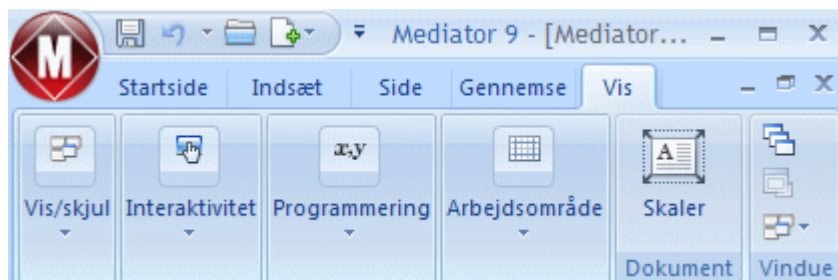 M
Mediator 9 - [Mediator...
Startside Indsæt Side Gennemse Vis
x,y
A
Vis/skjul Interaktivitet Programmering Arbejdsområde Skaler
Dokument Vindue